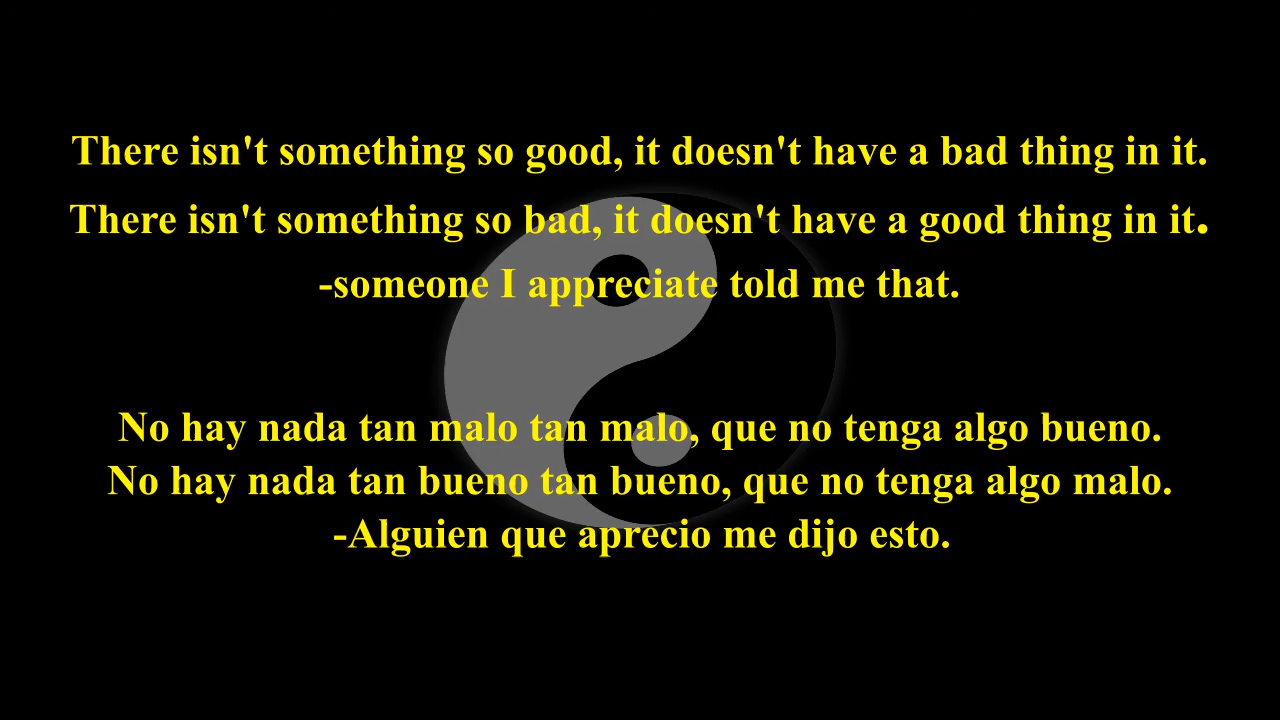 There isn't something so good, it doesn't have a bad thing in it.
There isn't something so bad, it doesn't have a good thing in it.
-someone I appreciate told me that.
No hay nada tan malo tan malo, que no tenga algo bueno.
No hay nada tan bueno tan bueno, que no tenga algo malo.
-Alguien que aprecio me dijo esto.